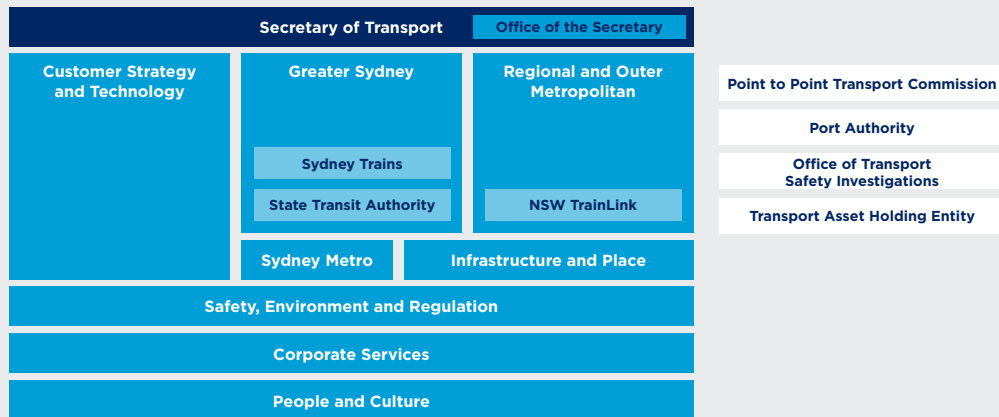 Secretary of Transport
Office of the Secretary
Customer Strategy
and Technology
Greater Sydney
Sydney Trains
State Transit Authority
Regional and Outer
Metropolitan
NSW TrainLink
Sydney Metro
Infrastructure and Place
Safety, Environment and Regulation
Corporate Services
People and Culture
Point to Point Transport Commission
Port Authority
Office of Transport
Safety Investigations
Transport Asset Holding Entity